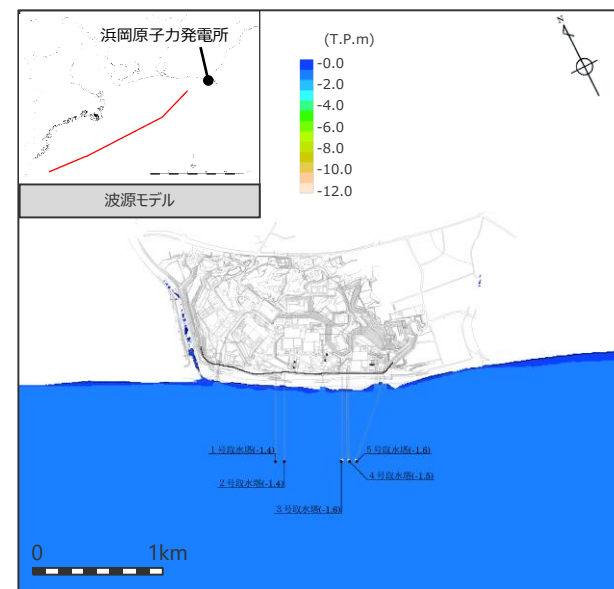 浜岡原子力発電所
波源モデル
(T.P.m)
-0.0
-2.0
-4.0
-6.0
-8.0
-10.0
-12.0
N
1号取水塔(-1.4)
2号取水塔(-1.4)
3号取水塔(-1.6)
5号取水塔(-1.6)
4号取水塔(-1.5)
0 1km